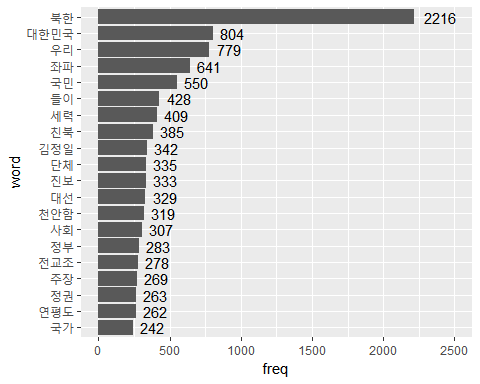 북한 2216
대한민국 804
우리 779
좌파 641
국민 550
들이 428
세력 409
친북 385
김정일 342
단체 335
진보 333
대선 329
천안함 319
사회 307
정부 283
전교조 278
주장 269
정권 263
연평도 262
국가 242
word
0 500 1000 1500 2000 2500
freq